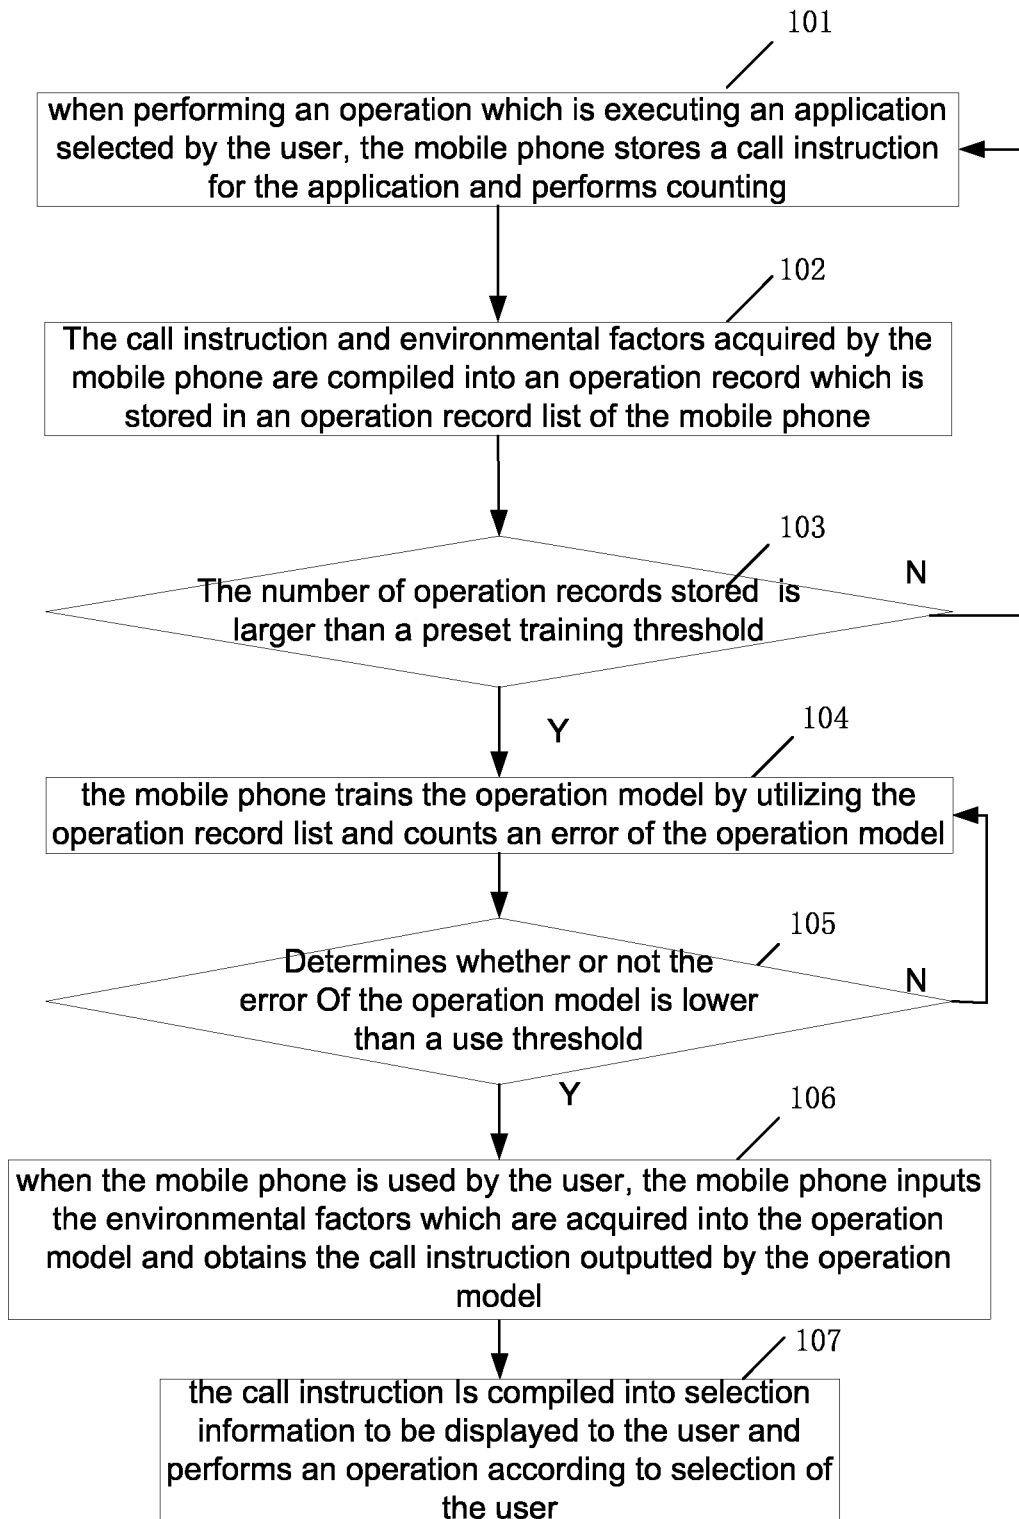 101
when performing an operation which is executing an application
selected by the user, the mobile phone stores a call instruction
for the application and performs counting
102
The call instruction and environmental factors acquired by the
mobile phone are compiled into an operation record which is
stored in an operation record list of the mobile phone
103
The number of operation records stored is
larger than a preset training threshold
N
Y
104
the mobile phone trains the operation model by utilizing the
operation record list and counts an error of the operation model
105
Determines whether or not the
error Of the operation model is lower
than a use threshold
N
Y
106
when the mobile phone is used by the user, the mobile phone inputs
the environmental factors which are acquired into the operation
model and obtains the call instruction outputted by the operation
model
107
the call instruction Is compiled into selection
information to be displayed to the user and
performs an operation according to selection of
the user